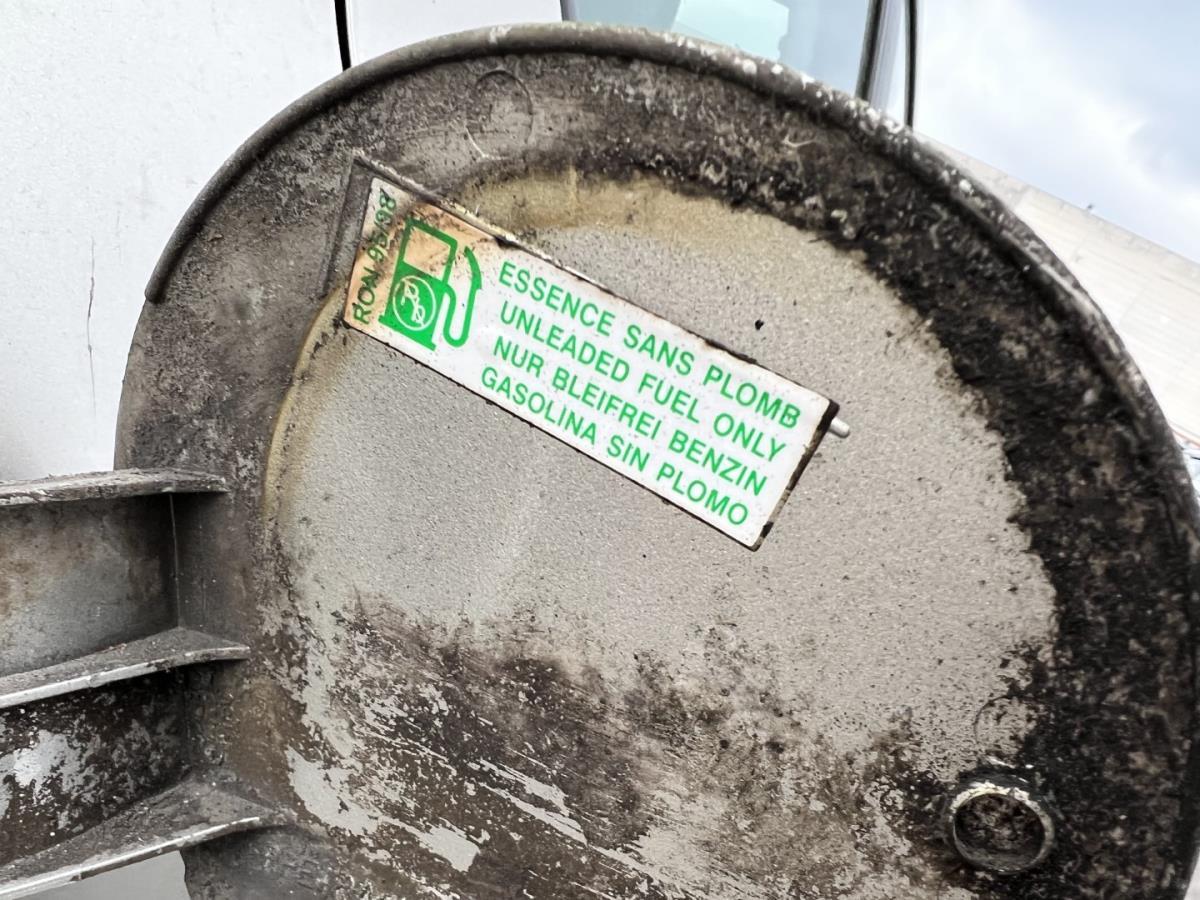 RON 95/98
ESSENCE SANS PLOMB
UNLEADED FUEL ONLY
NUR BLEIFREI BENZIN
GASOLINA SIN PLOMO